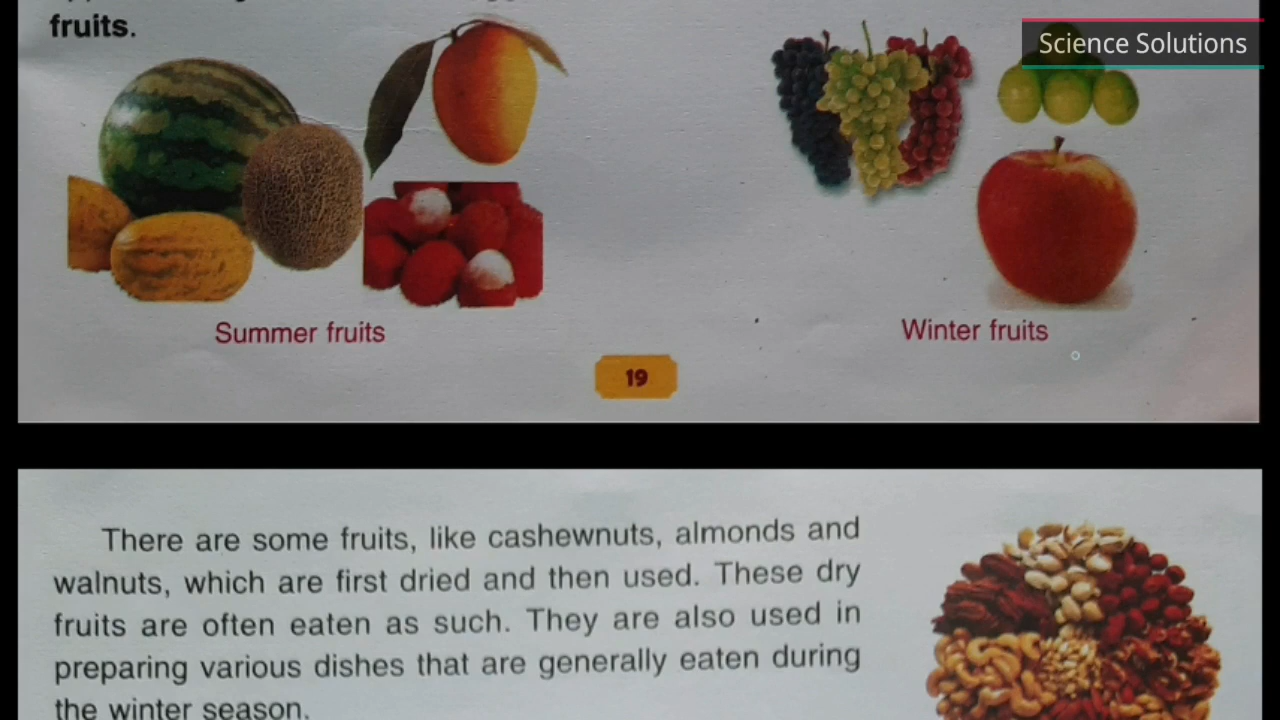 fruits.
Science Solutions
Summer fruits
Winter fruits
19
There are some fruits, like cashewnuts, almonds and
walnuts, which are first dried and then used. These dry
fruits are often eaten as such. They are also used in
preparing various dishes that are generally eaten during
the winter season.